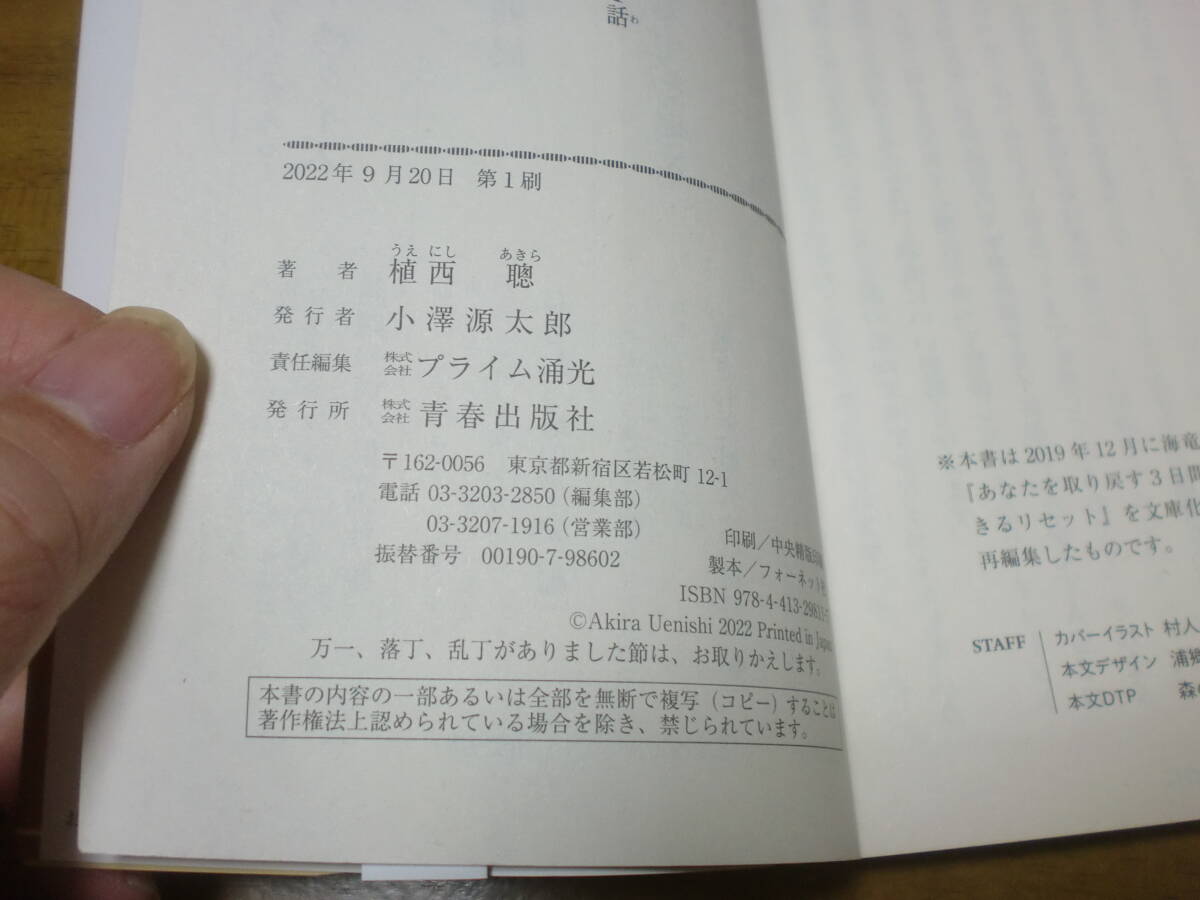 話
わ
2022年9月20日 第1刷
うえ にし あきら
著者 植西 聰
発行者 小澤源太郎
責任編集 株式会社 プライム涌光
発行所 株式会社 青春出版社
〒162-0056 東京都新宿区若松町 12-1
電話 03-3203-2850（編集部）
03-3207-1916（営業部）
振替番号 00190-7-98602
印刷/中央精版印刷
製本/フォーネット社
ISBN 978-4-413-298
©Akira Uenishi 2022 Printed in Japan
万一、落丁、乱丁がありました節は、お取りかえします。
本書の内容の一部あるいは全部を無断で複写（コピー）することは
著作権法上認められている場合を除き、禁じられています。
※本書は2019年12月に海竜
『あなたを取り戻す3日間
きるリセット』を文庫化
再編集したものです。
STAFF
カバーイラスト 村人
本文デザイン 浦郷
本文DTP 森の